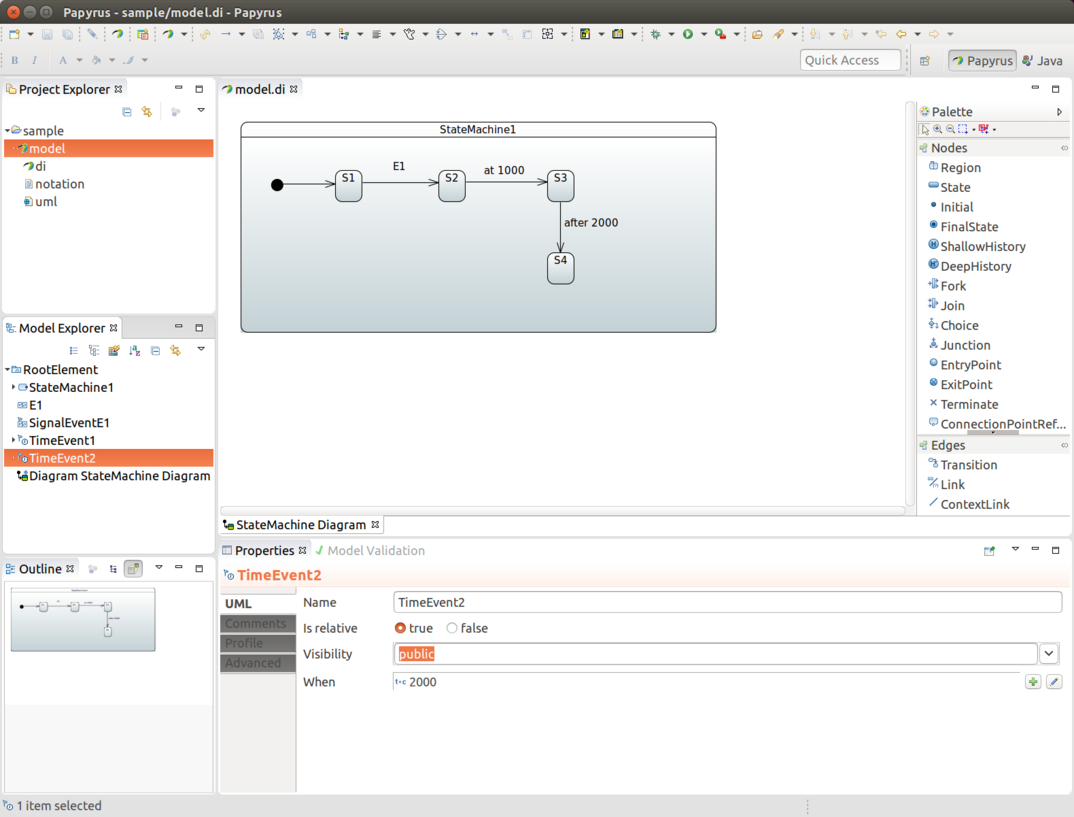 Papyrus - sample/model.di - Papyrus
B I A
Quick Access
Papyrus
Java
Project Explorer
sample
model
di
notation
uml
Model Explorer
RootElement
StateMachine1
E1
SignalEventE1
TimeEvent1
TimeEvent2
Diagram StateMachine Diagram
Outline
model.di
StateMachine1
S1
E1
S2
at 1000
S3
after 2000
S4
StateMachine Diagram
Palette
Nodes
Region
State
Initial
FinalState
ShallowHistory
DeepHistory
Fork
Join
Choice
Junction
EntryPoint
ExitPoint
Terminate
ConnectionPointRef...
Edges
Transition
Link
ContextLink
Properties
Model Validation
TimeEvent2
UML
Comments
Profile
Advanced
Name
TimeEvent2
Is relative
true
false
Visibility
public
When
2000
1 item selected